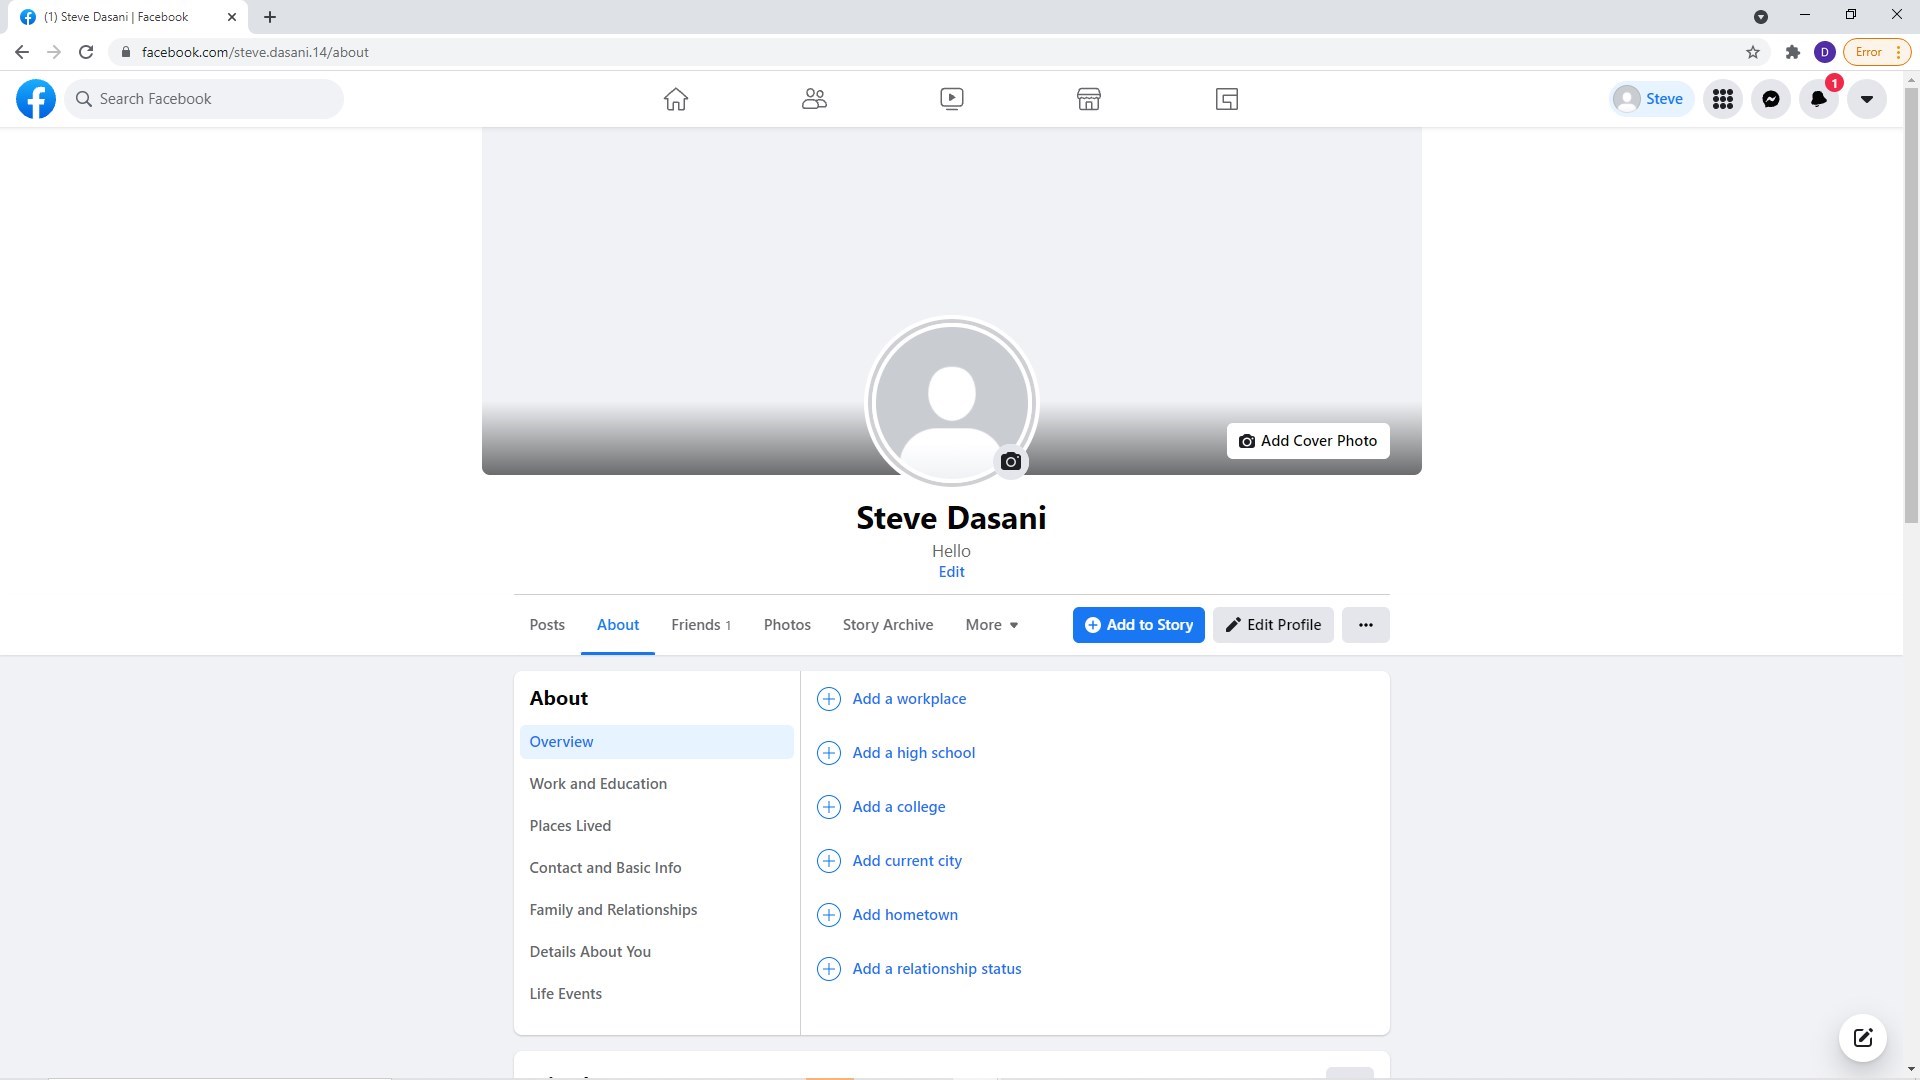 (1) Steve Dasani | Facebook
facebook.com/steve.dasani.14/about
D
Error
Search Facebook
Steve
1
Add Cover Photo
Steve Dasani
Hello
Edit
Posts
About
Friends 1
Photos
Story Archive
More
Add to Story
Edit Profile
About
Overview
Work and Education
Places Lived
Contact and Basic Info
Family and Relationships
Details About You
Life Events
Add a workplace
Add a high school
Add a college
Add current city
Add hometown
Add a relationship status